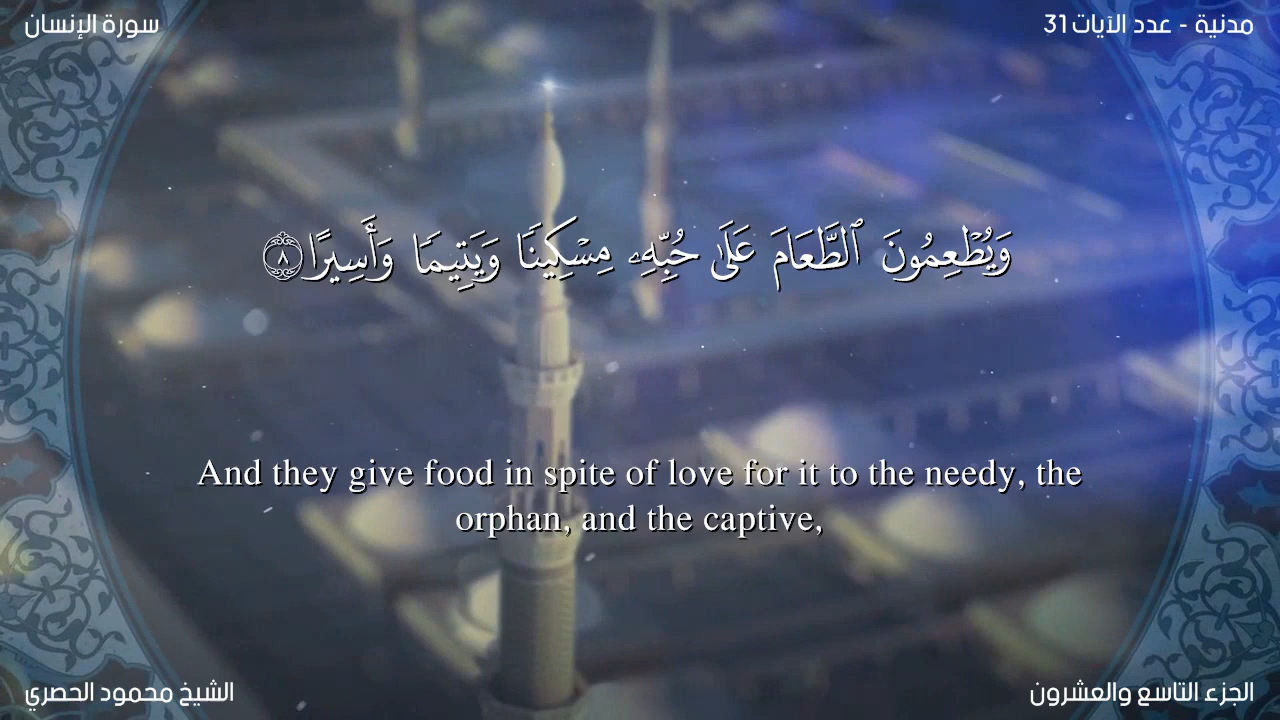 سورة الإنسان
مدنية - عدد الآيات 31
وَيُطْعِمُونَ ٱلطَّعَامَ عَلَىٰ حُبِّهِۦ مِسْكِينًا وَيَتِيمًا وَأَسِيرًا ٨
And they give food in spite of love for it to the needy, the
orphan, and the captive,
الشيخ محمود الحصري
الجزء التاسع والعشرون